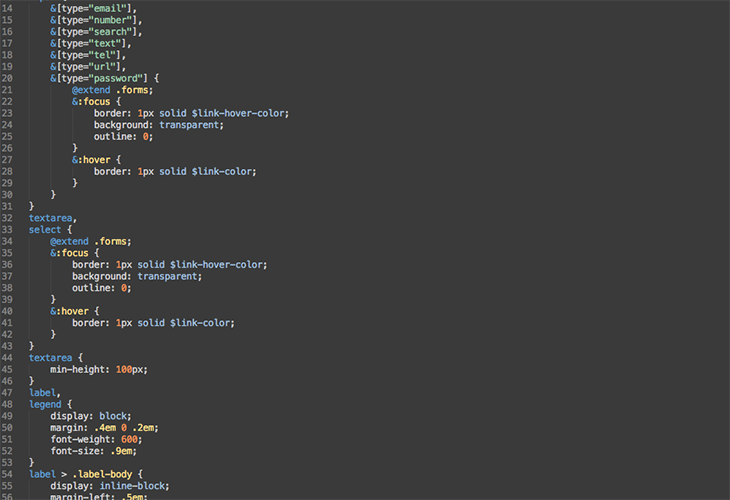 14 &[type="email"],
15 &[type="number"],
16 &[type="search"],
17 &[type="text"],
18 &[type="tel"],
19 &[type="url"],
20 &[type="password"] {
21 @extend .forms;
22 &:focus {
23 border: 1px solid $link-hover-color;
24 background: transparent;
25 outline: 0;
26 }
27 &:hover {
28 border: 1px solid $link-color;
29 }
30 }
31 }
32 textarea,
33 select {
34 @extend .forms;
35 &:focus {
36 border: 1px solid $link-hover-color;
37 background: transparent;
38 outline: 0;
39 }
40 &:hover {
41 border: 1px solid $link-color;
42 }
43 }
44 textarea {
45 min-height: 100px;
46 }
47 label,
48 legend {
49 display: block;
50 margin: .4em 0 .2em;
51 font-weight: 600;
52 font-size: .9em;
53 }
54 label > .label-body {
55 display: inline-block;
56 margin-left: .5em;